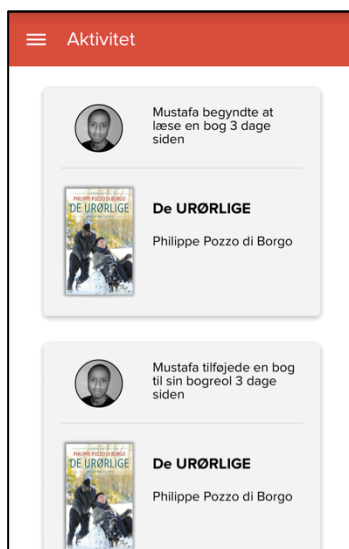 Aktivitet
Mustafa begyndte at
læse en bog 3 dage
siden
PHILIPPE POZZO DI BORGO
DE URØRLIGE
De URØRLIGE
Philippe Pozzo di Borgo
Mustafa tilføjede en bog
til sin bogreol 3 dage
siden
PHILIPPE POZZO DI BORGO
DE URØRLIGE
De URØRLIGE
Philippe Pozzo di Borgo